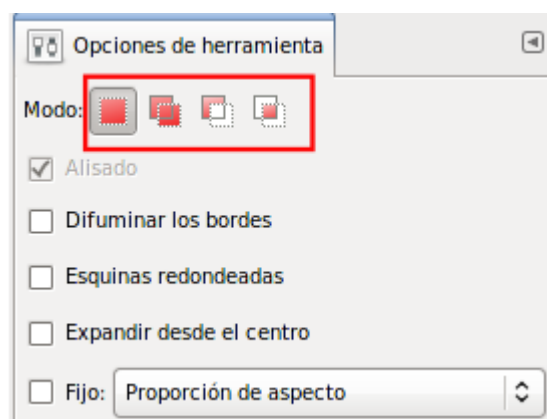 Opciones de herramienta
Modo:
Alisado
Difuminar los bordes
Esquinas redondeadas
Expandir desde el centro
Fijo: Proporción de aspecto